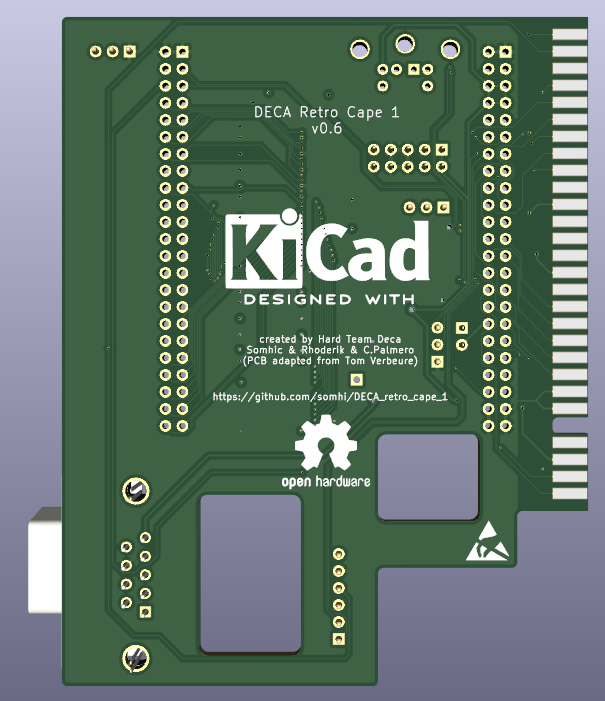 DECA Retro Cape 1
v0.6
KiCad
DESIGNED WITH
created by Hard Team Deca
Somhic & Rhoderik & C.Palmero
(PCB adapted from Tom Verbeure)
https://github.com/somhi/DECA_retro_cape_1
open hardware